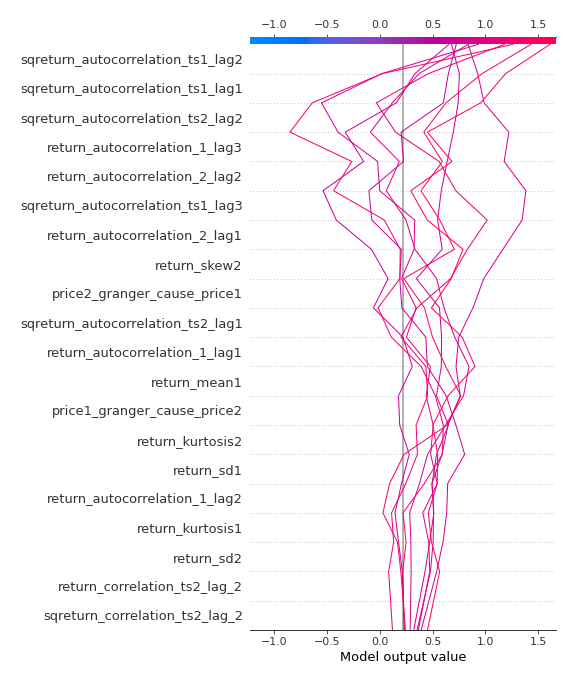 −1.0 −0.5 0.0 0.5 1.0 1.5
sqreturn_autocorrelation_ts1_lag2
sqreturn_autocorrelation_ts1_lag1
sqreturn_autocorrelation_ts2_lag2
return_autocorrelation_1_lag3
return_autocorrelation_2_lag2
sqreturn_autocorrelation_ts1_lag3
return_autocorrelation_2_lag1
return_skew2
price2_granger_cause_price1
sqreturn_autocorrelation_ts2_lag1
return_autocorrelation_1_lag1
return_mean1
price1_granger_cause_price2
return_kurtosis2
return_sd1
return_autocorrelation_1_lag2
return_kurtosis1
return_sd2
return_correlation_ts2_lag_2
sqreturn_correlation_ts2_lag_2
−1.0 −0.5 0.0 0.5 1.0 1.5
Model output value